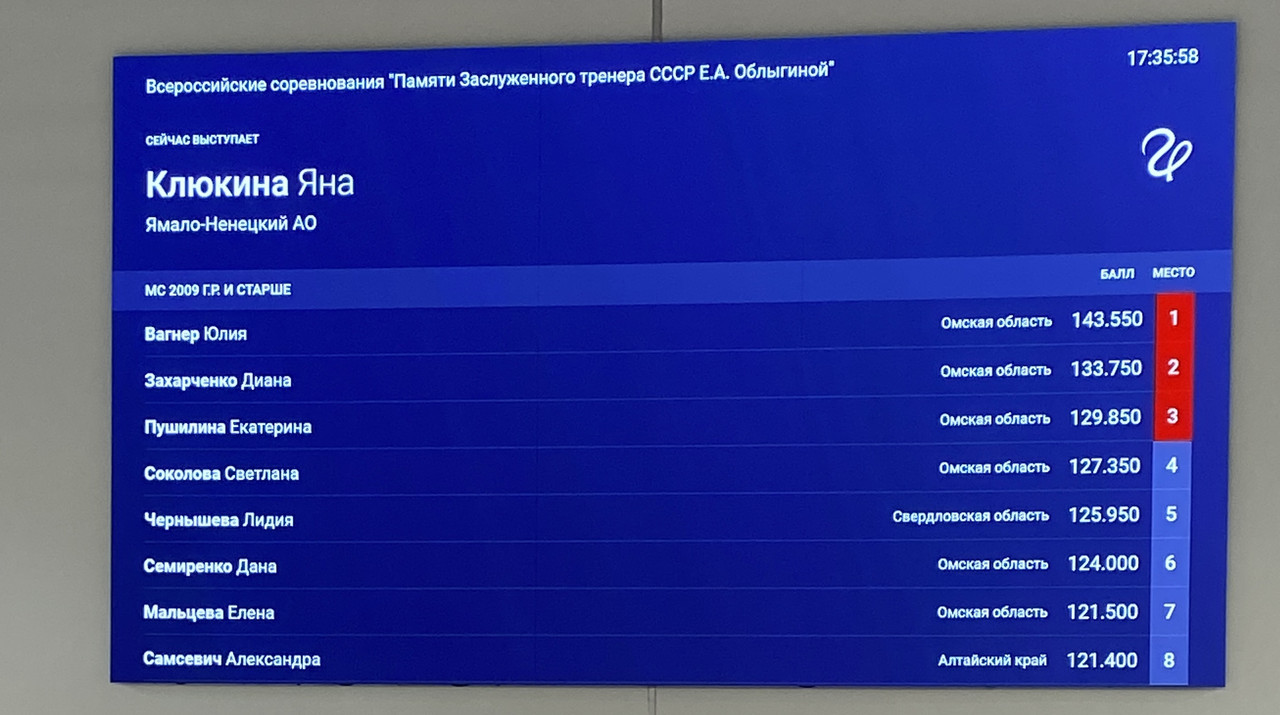 Всероссийские соревнования "Памяти Заслуженного тренера СССР Е.А. Облыгиной" 17:35:58
СЕЙЧАС ВЫСТУПАЕТ
Клюкина Яна
Ямало-Ненецкий АО
МС 2009 Г.Р. И СТАРШЕ БАЛЛ МЕСТО
Вагнер Юлия Омская область 143.550 1
Захарченко Диана Омская область 133.750 2
Пушилина Екатерина Омская область 129.850 3
Соколова Светлана Омская область 127.350 4
Чернышева Лидия Свердловская область 125.950 5
Семиренко Дана Омская область 124.000 6
Мальцева Елена Омская область 121.500 7
Самсевич Александра Алтайский край 121.400 8